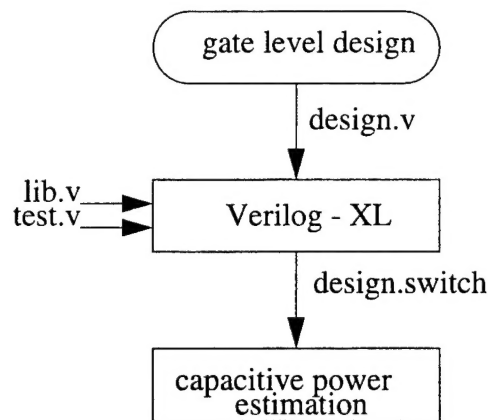 gate level design
design.v
lib.v
test.v
Verilog - XL
design.switch
capacitive power
estimation